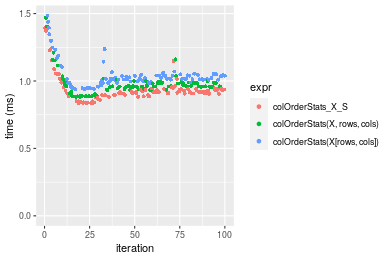 1.5
1.0
0.5
0.0
time (ms)
0
25
50
75
100
iteration
expr
colOrderStats_X_S
colOrderStats(X, rows, cols)
colOrderStats(X[rows, cols])